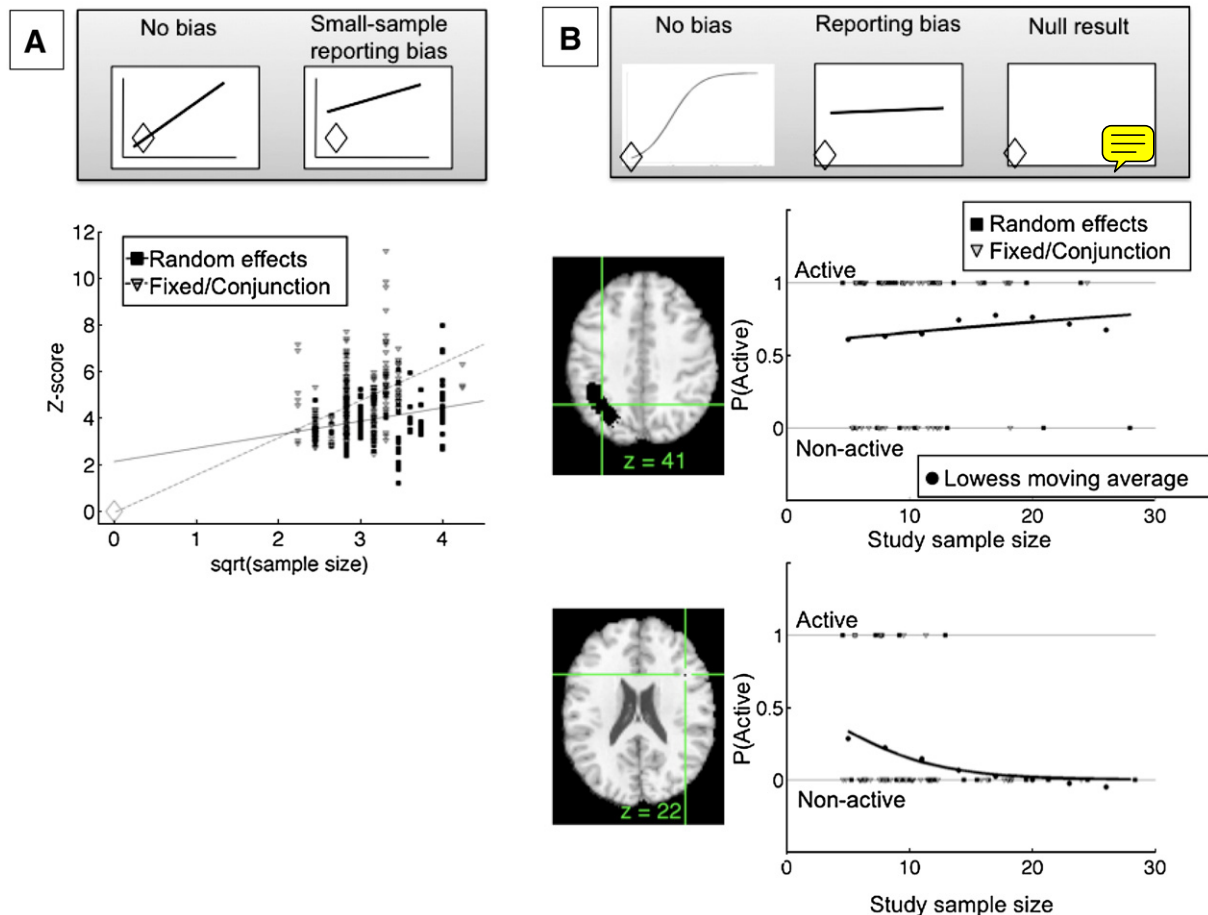 A
No bias
Small-sample
reporting bias
12
10
8
6
4
2
0
Z-score
Random effects
Fixed/Conjunction
0
1
2
3
4
sqrt(sample size)
B
No bias
Reporting bias
Null result
z = 41
Random effects
Fixed/Conjunction
Active
1
0.5
0
P(Active)
Non-active
Lowess moving average
0
10
20
30
Study sample size
z = 22
Active
1
0.5
0
P(Active)
Non-active
0
10
20
30
Study sample size